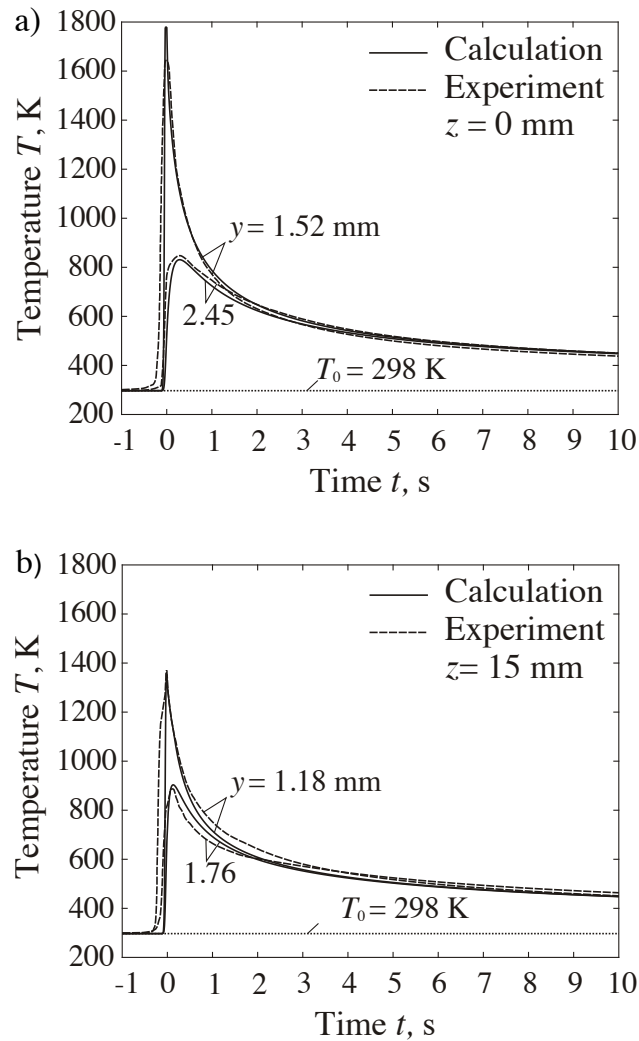 a)
1800
1600
1400
1200
1000
800
600
400
200
Temperature T, K
Calculation
Experiment
z = 0 mm
y = 1.52 mm
2.45
T0 = 298 K
-1 0 1 2 3 4 5 6 7 8 9 10
Time t, s
b)
1800
1600
1400
1200
1000
800
600
400
200
Temperature T, K
Calculation
Experiment
z= 15 mm
y = 1.18 mm
1.76
T0 = 298 K
-1 0 1 2 3 4 5 6 7 8 9 10
Time t, s